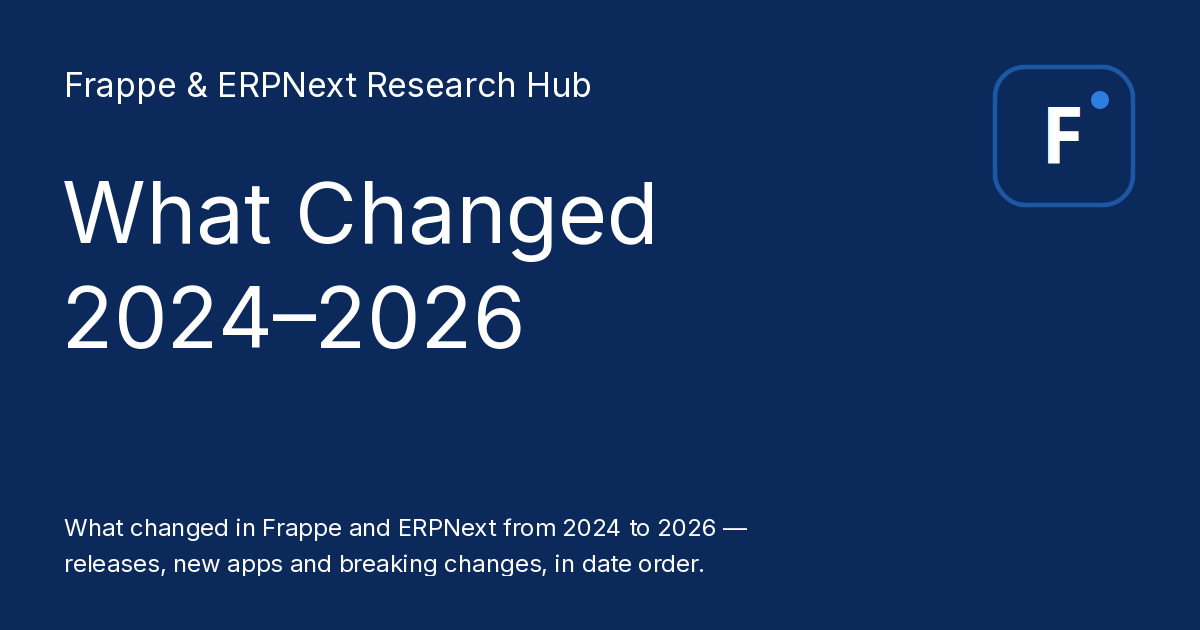 Frappe & ERPNext Research Hub
F
What Changed
2024–2026
What changed in Frappe and ERPNext from 2024 to 2026 —
releases, new apps and breaking changes, in date order.